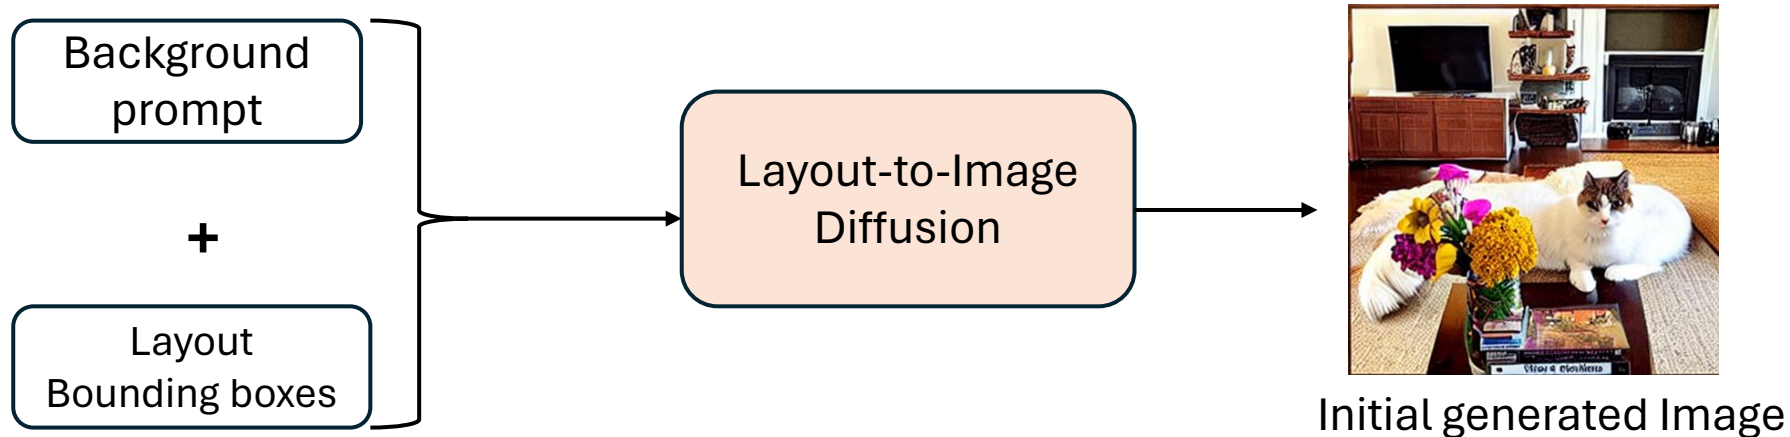 Background
prompt
+
Layout
Bounding boxes
Layout-to-Image
Diffusion
Initial generated Image